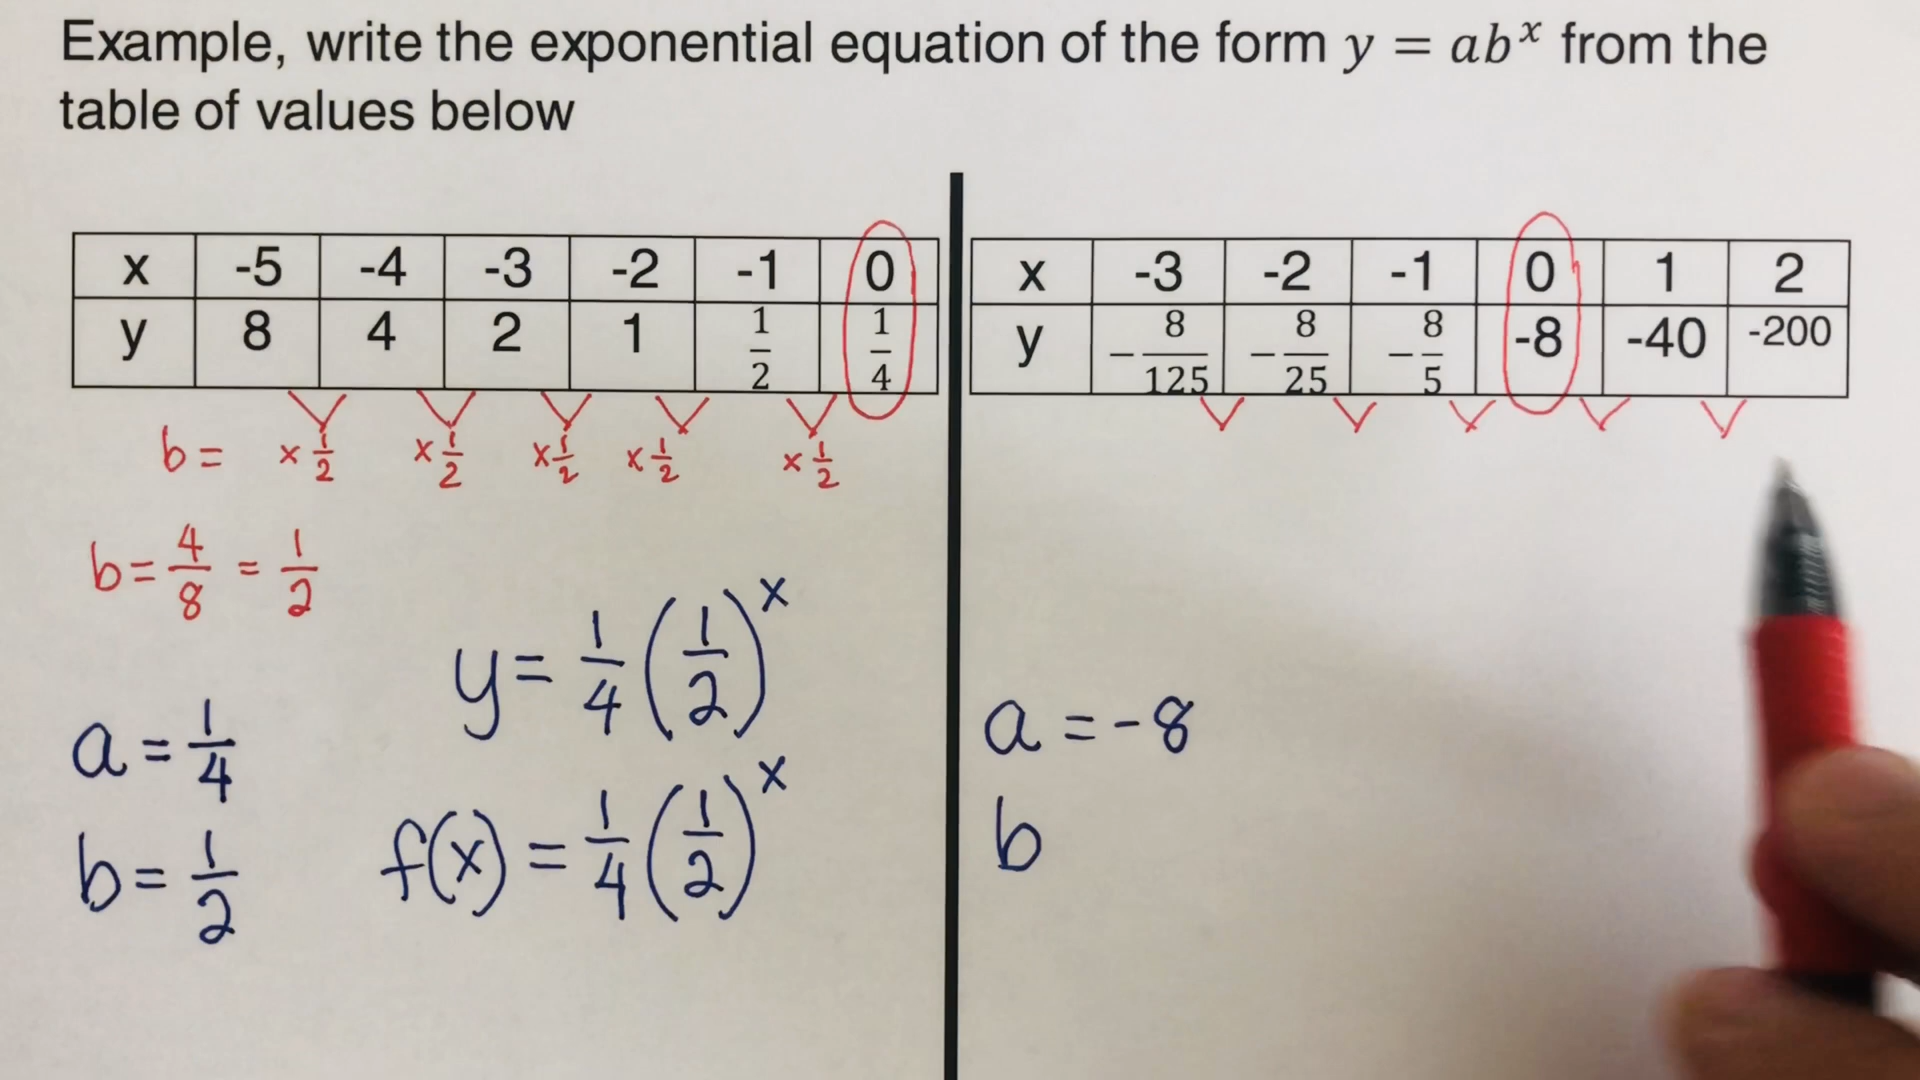 Example, write the exponential equation of the form y = abˣ from the
table of values below
x -5 -4 -3 -2 -1 0
y 8 4 2 1 1/2 1/4
b = ×1/2 ×1/2 ×1/2 ×1/2 ×1/2
b = 4/8 = 1/2
a = 1/4
b = 1/2
y = 1/4 (1/2)ˣ
f(x) = 1/4 (1/2)ˣ
x -3 -2 -1 0 1 2
y -8/125 -8/25 -8/5 -8 -40 -200
a = -8
b